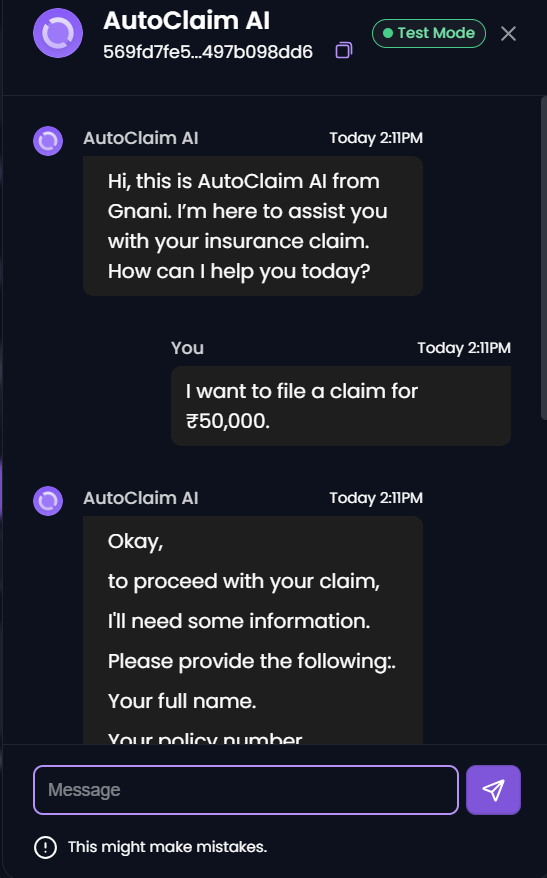 AutoClaim AI
569fd7fe5...497b098dd6
Test Mode
AutoClaim AI
Today 2:11PM
Hi, this is AutoClaim AI from
Gnani. I’m here to assist you
with your insurance claim.
How can I help you today?
You
Today 2:11PM
I want to file a claim for
₹50,000.
AutoClaim AI
Today 2:11PM
Okay,
to proceed with your claim,
I'll need some information.
Please provide the following:.
Your full name.
Your policy number
Message
This might make mistakes.